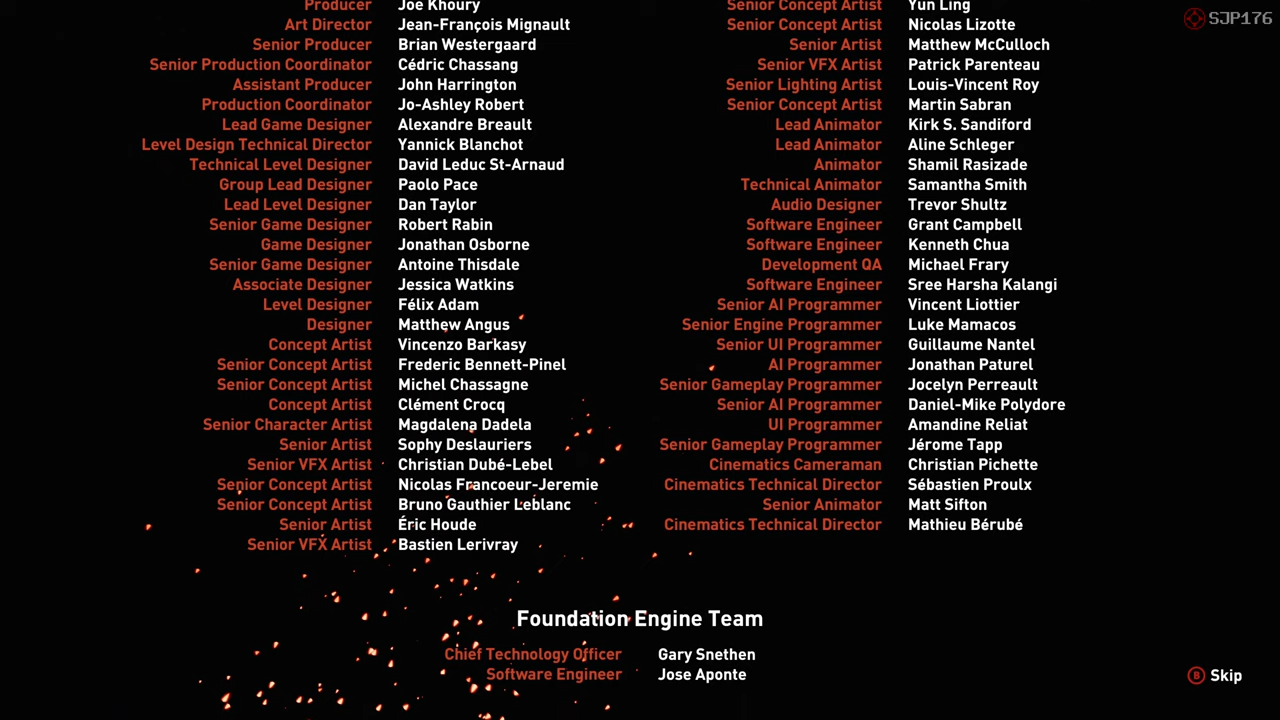 Producer Joe Khoury
Art Director Jean-François Mignault
Senior Producer Brian Westergaard
Senior Production Coordinator Cédric Chassang
Assistant Producer John Harrington
Production Coordinator Jo-Ashley Robert
Lead Game Designer Alexandre Breault
Level Design Technical Director Yannick Blanchot
Technical Level Designer David Leduc St-Arnaud
Group Lead Designer Paolo Pace
Lead Level Designer Dan Taylor
Senior Game Designer Robert Rabin
Game Designer Jonathan Osborne
Senior Game Designer Antoine Thisdale
Associate Designer Jessica Watkins
Level Designer Félix Adam
Designer Matthew Angus
Concept Artist Vincenzo Barkasy
Senior Concept Artist Frederic Bennett-Pinel
Senior Concept Artist Michel Chassagne
Concept Artist Clément Crocq
Senior Character Artist Magdalena Dadela
Senior Artist Sophy Deslauriers
Senior VFX Artist Christian Dubé-Lebel
Senior Concept Artist Nicolas Francoeur-Jeremie
Senior Concept Artist Bruno Gauthier Leblanc
Senior Artist Éric Houde
Senior VFX Artist Bastien Lerivray
Senior Concept Artist Yun Ling
Senior Concept Artist Nicolas Lizotte
Senior Artist Matthew McCulloch
Senior VFX Artist Patrick Parenteau
Senior Lighting Artist Louis-Vincent Roy
Senior Concept Artist Martin Sabran
Lead Animator Kirk S. Sandiford
Lead Animator Aline Schleger
Animator Shamil Rasizade
Technical Animator Samantha Smith
Audio Designer Trevor Shultz
Software Engineer Grant Campbell
Software Engineer Kenneth Chua
Development QA Michael Frary
Software Engineer Sree Harsha Kalangi
Senior AI Programmer Vincent Liottier
Senior Engine Programmer Luke Mamacos
Senior UI Programmer Guillaume Nantel
AI Programmer Jonathan Paturel
Senior Gameplay Programmer Jocelyn Perreault
Senior AI Programmer Daniel-Mike Polydore
UI Programmer Amandine Reliat
Senior Gameplay Programmer Jérome Tapp
Cinematics Cameraman Christian Pichette
Cinematics Technical Director Sébastien Proulx
Senior Animator Matt Sifton
Cinematics Technical Director Mathieu Bérubé
SJP176
Foundation Engine Team
Chief Technology Officer Gary Snethen
Software Engineer Jose Aponte
B Skip